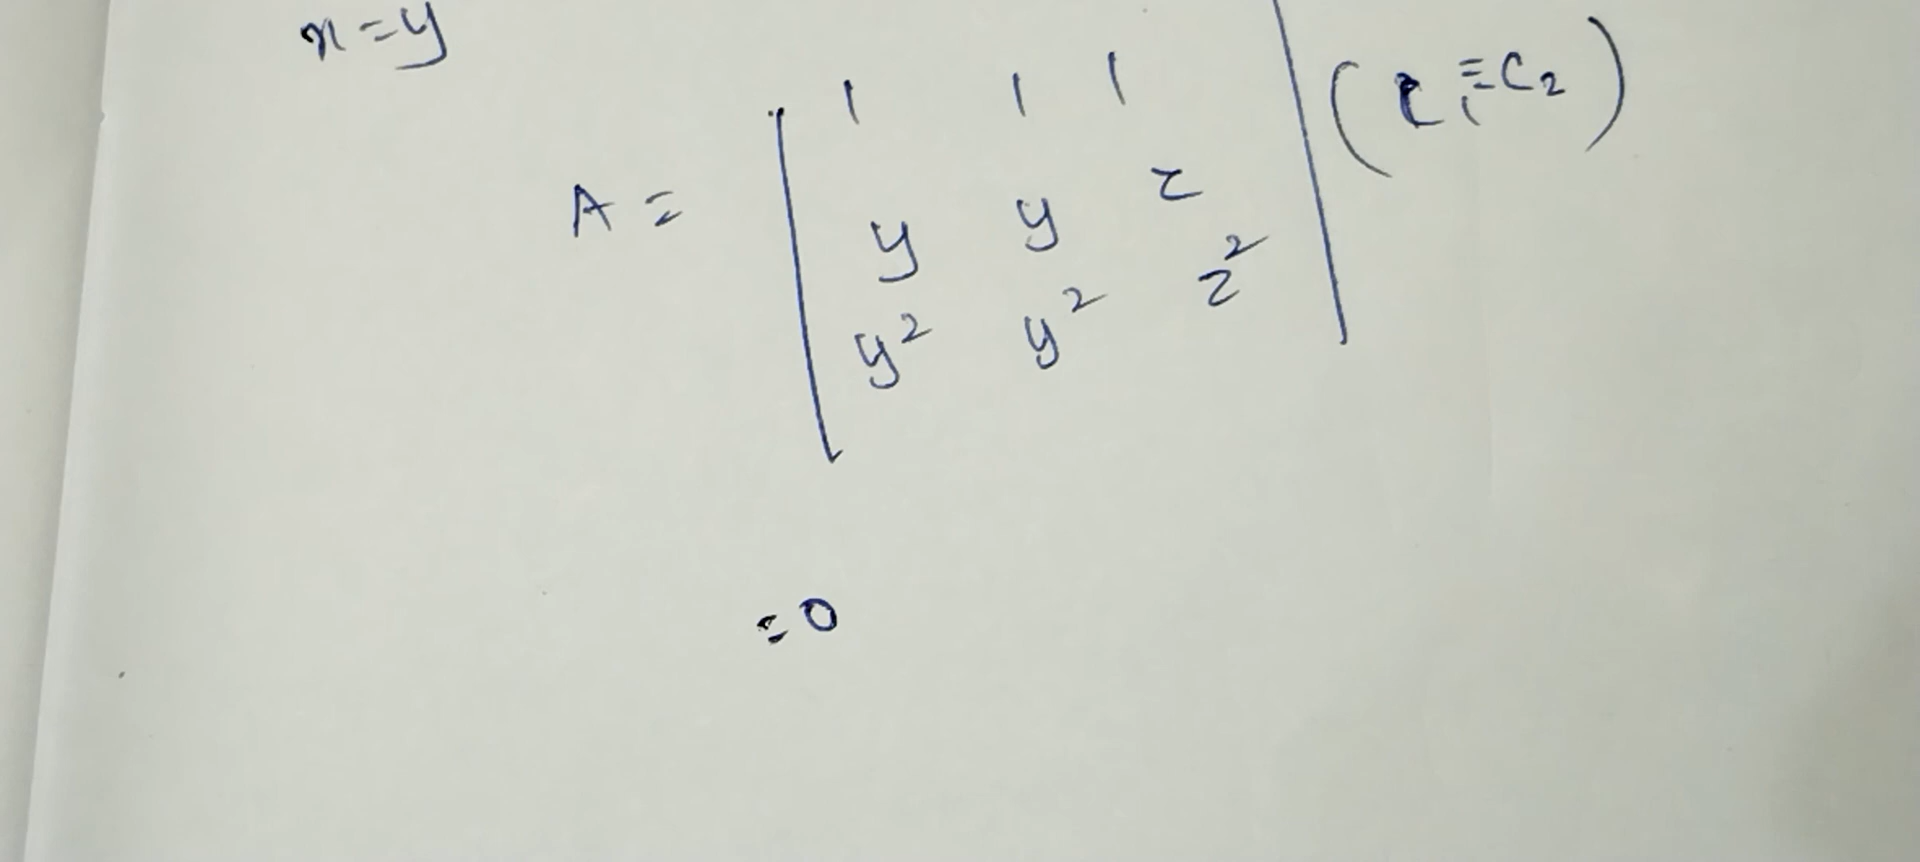 x=y
A = | 1 1 1 | (C₁ ≡ C₂)
y y z
y² y² z²
=0